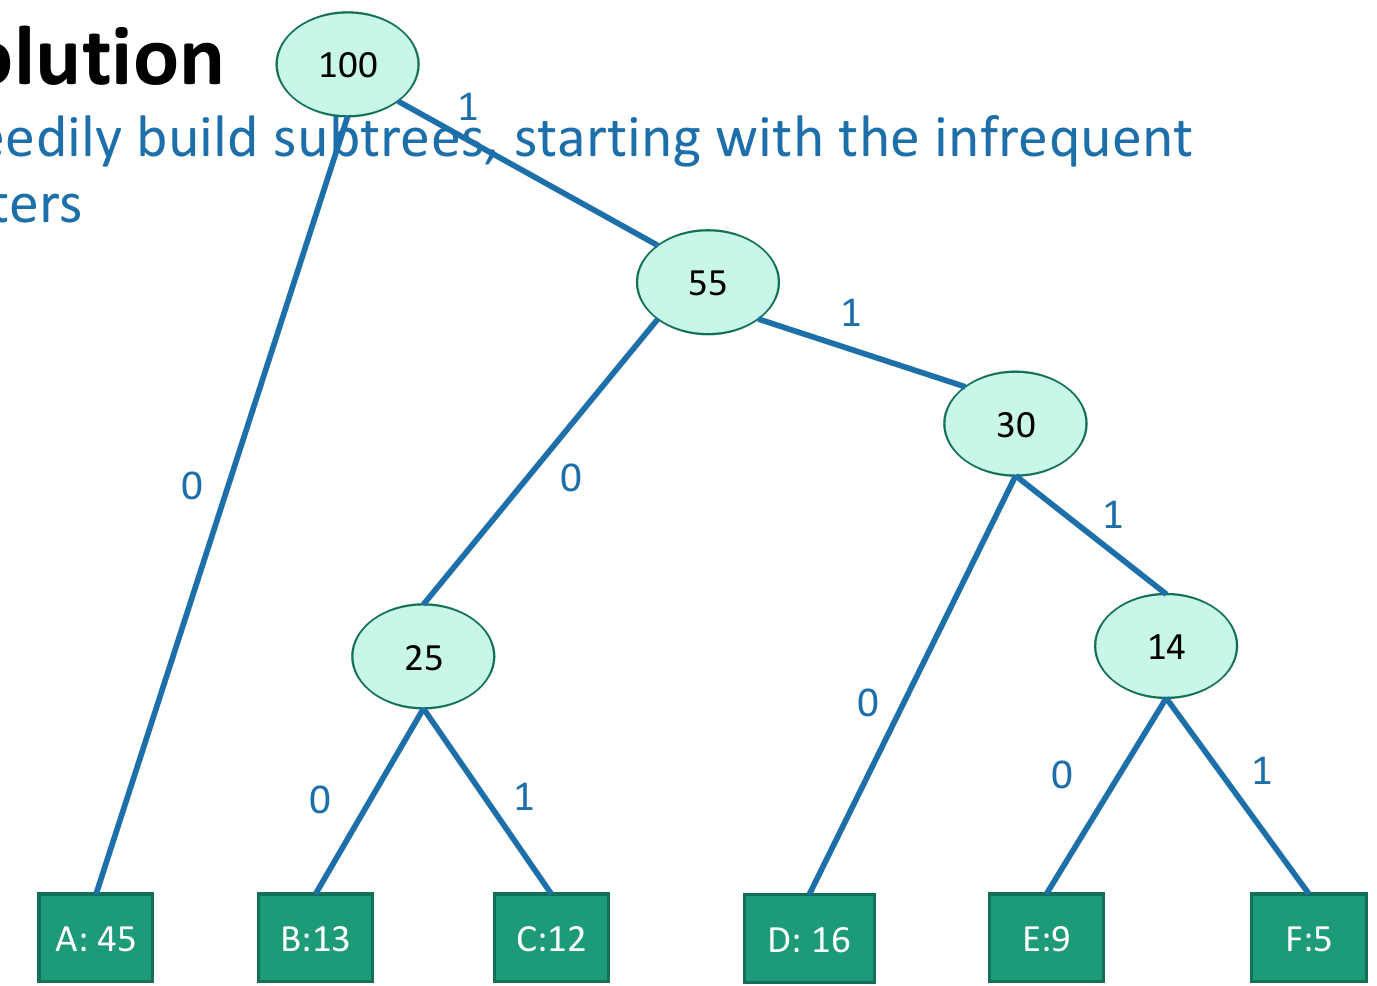 olution
100
1
eedily build subtrees, starting with the infrequent
ters
55
1
30
0
0
1
25
14
0
0
1
0
1
A: 45
B:13
C:12
D: 16
E:9
F:5